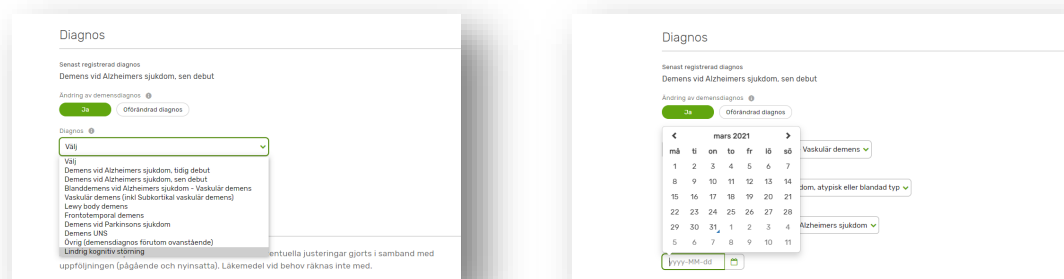 Diagnos
Senast registrerad diagnos
Demens vid Alzheimers sjukdom, sen debut
Ändring av demensdiagnos
Ja Oförändrad diagnos
Diagnos
Välj
Välj
Demens vid Alzheimers sjukdom, tidig debut
Demens vid Alzheimers sjukdom, sen debut
Blanddemens vid Alzheimers sjukdom - Vaskulär demens
Vaskulär demens (inkl Subkortikal vaskulär demens)
Lewy body demens
Frontotemporal demens
Demens vid Parkinsons sjukdom
Demens UNS
Övrig (demensdiagnos förutom ovanstående)
Lindrig kognitiv störning
entuella justeringar gjorts i samband med
uppföljningen (pågående och nyinsatta). Läkemedel vid behov räknas inte med.
Diagnos
Senast registrerad diagnos
Demens vid Alzheimers sjukdom, sen debut
Ändring av demensdiagnos
Ja Oförändrad diagnos
mars 2021
må ti on to fr lö sö
1 2 3 4 5 6 7
8 9 10 11 12 13 14
15 16 17 18 19 20 21
22 23 24 25 26 27 28
29 30 31 1 2 3 4
5 6 7 8 9 10 11
Vaskulär demens
dom, atypisk eller blandad typ
Alzheimers sjukdom
yyyy-MM-dd